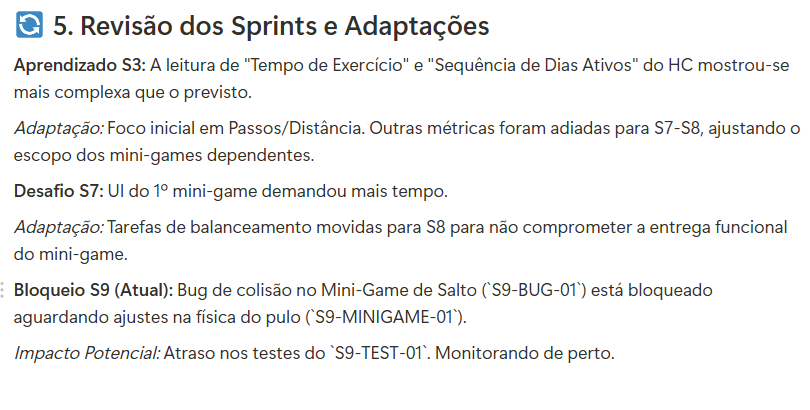 🔄 5. Revisão dos Sprints e Adaptações
Aprendizado S3: A leitura de "Tempo de Exercício" e "Sequência de Dias Ativos" do HC mostrou-se
mais complexa que o previsto.
Adaptação: Foco inicial em Passos/Distância. Outras métricas foram adiadas para S7-S8, ajustando o
escopo dos mini-games dependentes.
Desafio S7: UI do 1º mini-game demandou mais tempo.
Adaptação: Tarefas de balanceamento movidas para S8 para não comprometer a entrega funcional
do mini-game.
Bloqueio S9 (Atual): Bug de colisão no Mini-Game de Salto (`S9-BUG-01`) está bloqueado
aguardando ajustes na física do pulo (`S9-MINIGAME-01`).
Impacto Potencial: Atraso nos testes do `S9-TEST-01`. Monitorando de perto.